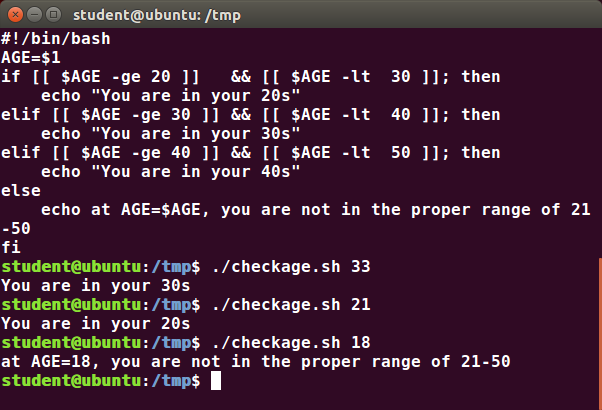 student@ubuntu: /tmp
#!/bin/bash
AGE=$1
if [[ $AGE -ge 20 ]]   && [[ $AGE -lt  30 ]]; then
    echo "You are in your 20s"
elif [[ $AGE -ge 30 ]] && [[ $AGE -lt  40 ]]; then
    echo "You are in your 30s"
elif [[ $AGE -ge 40 ]] && [[ $AGE -lt  50 ]]; then
    echo "You are in your 40s"
else
    echo at AGE=$AGE, you are not in the proper range of 21
-50
fi
student@ubuntu:/tmp$ ./checkage.sh 33
You are in your 30s
student@ubuntu:/tmp$ ./checkage.sh 21
You are in your 20s
student@ubuntu:/tmp$ ./checkage.sh 18
at AGE=18, you are not in the proper range of 21-50
student@ubuntu:/tmp$